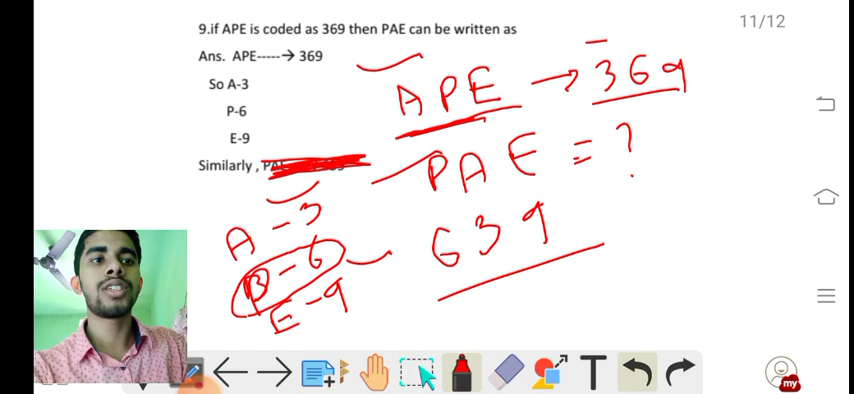 11/12
9.if APE is coded as 369 then PAE can be written as
Ans. APE-----→ 369
So A-3
P-6
E-9
Similarly ,
APE → 369
PAE = ?
A-3
P-6
E-9
639
T
my